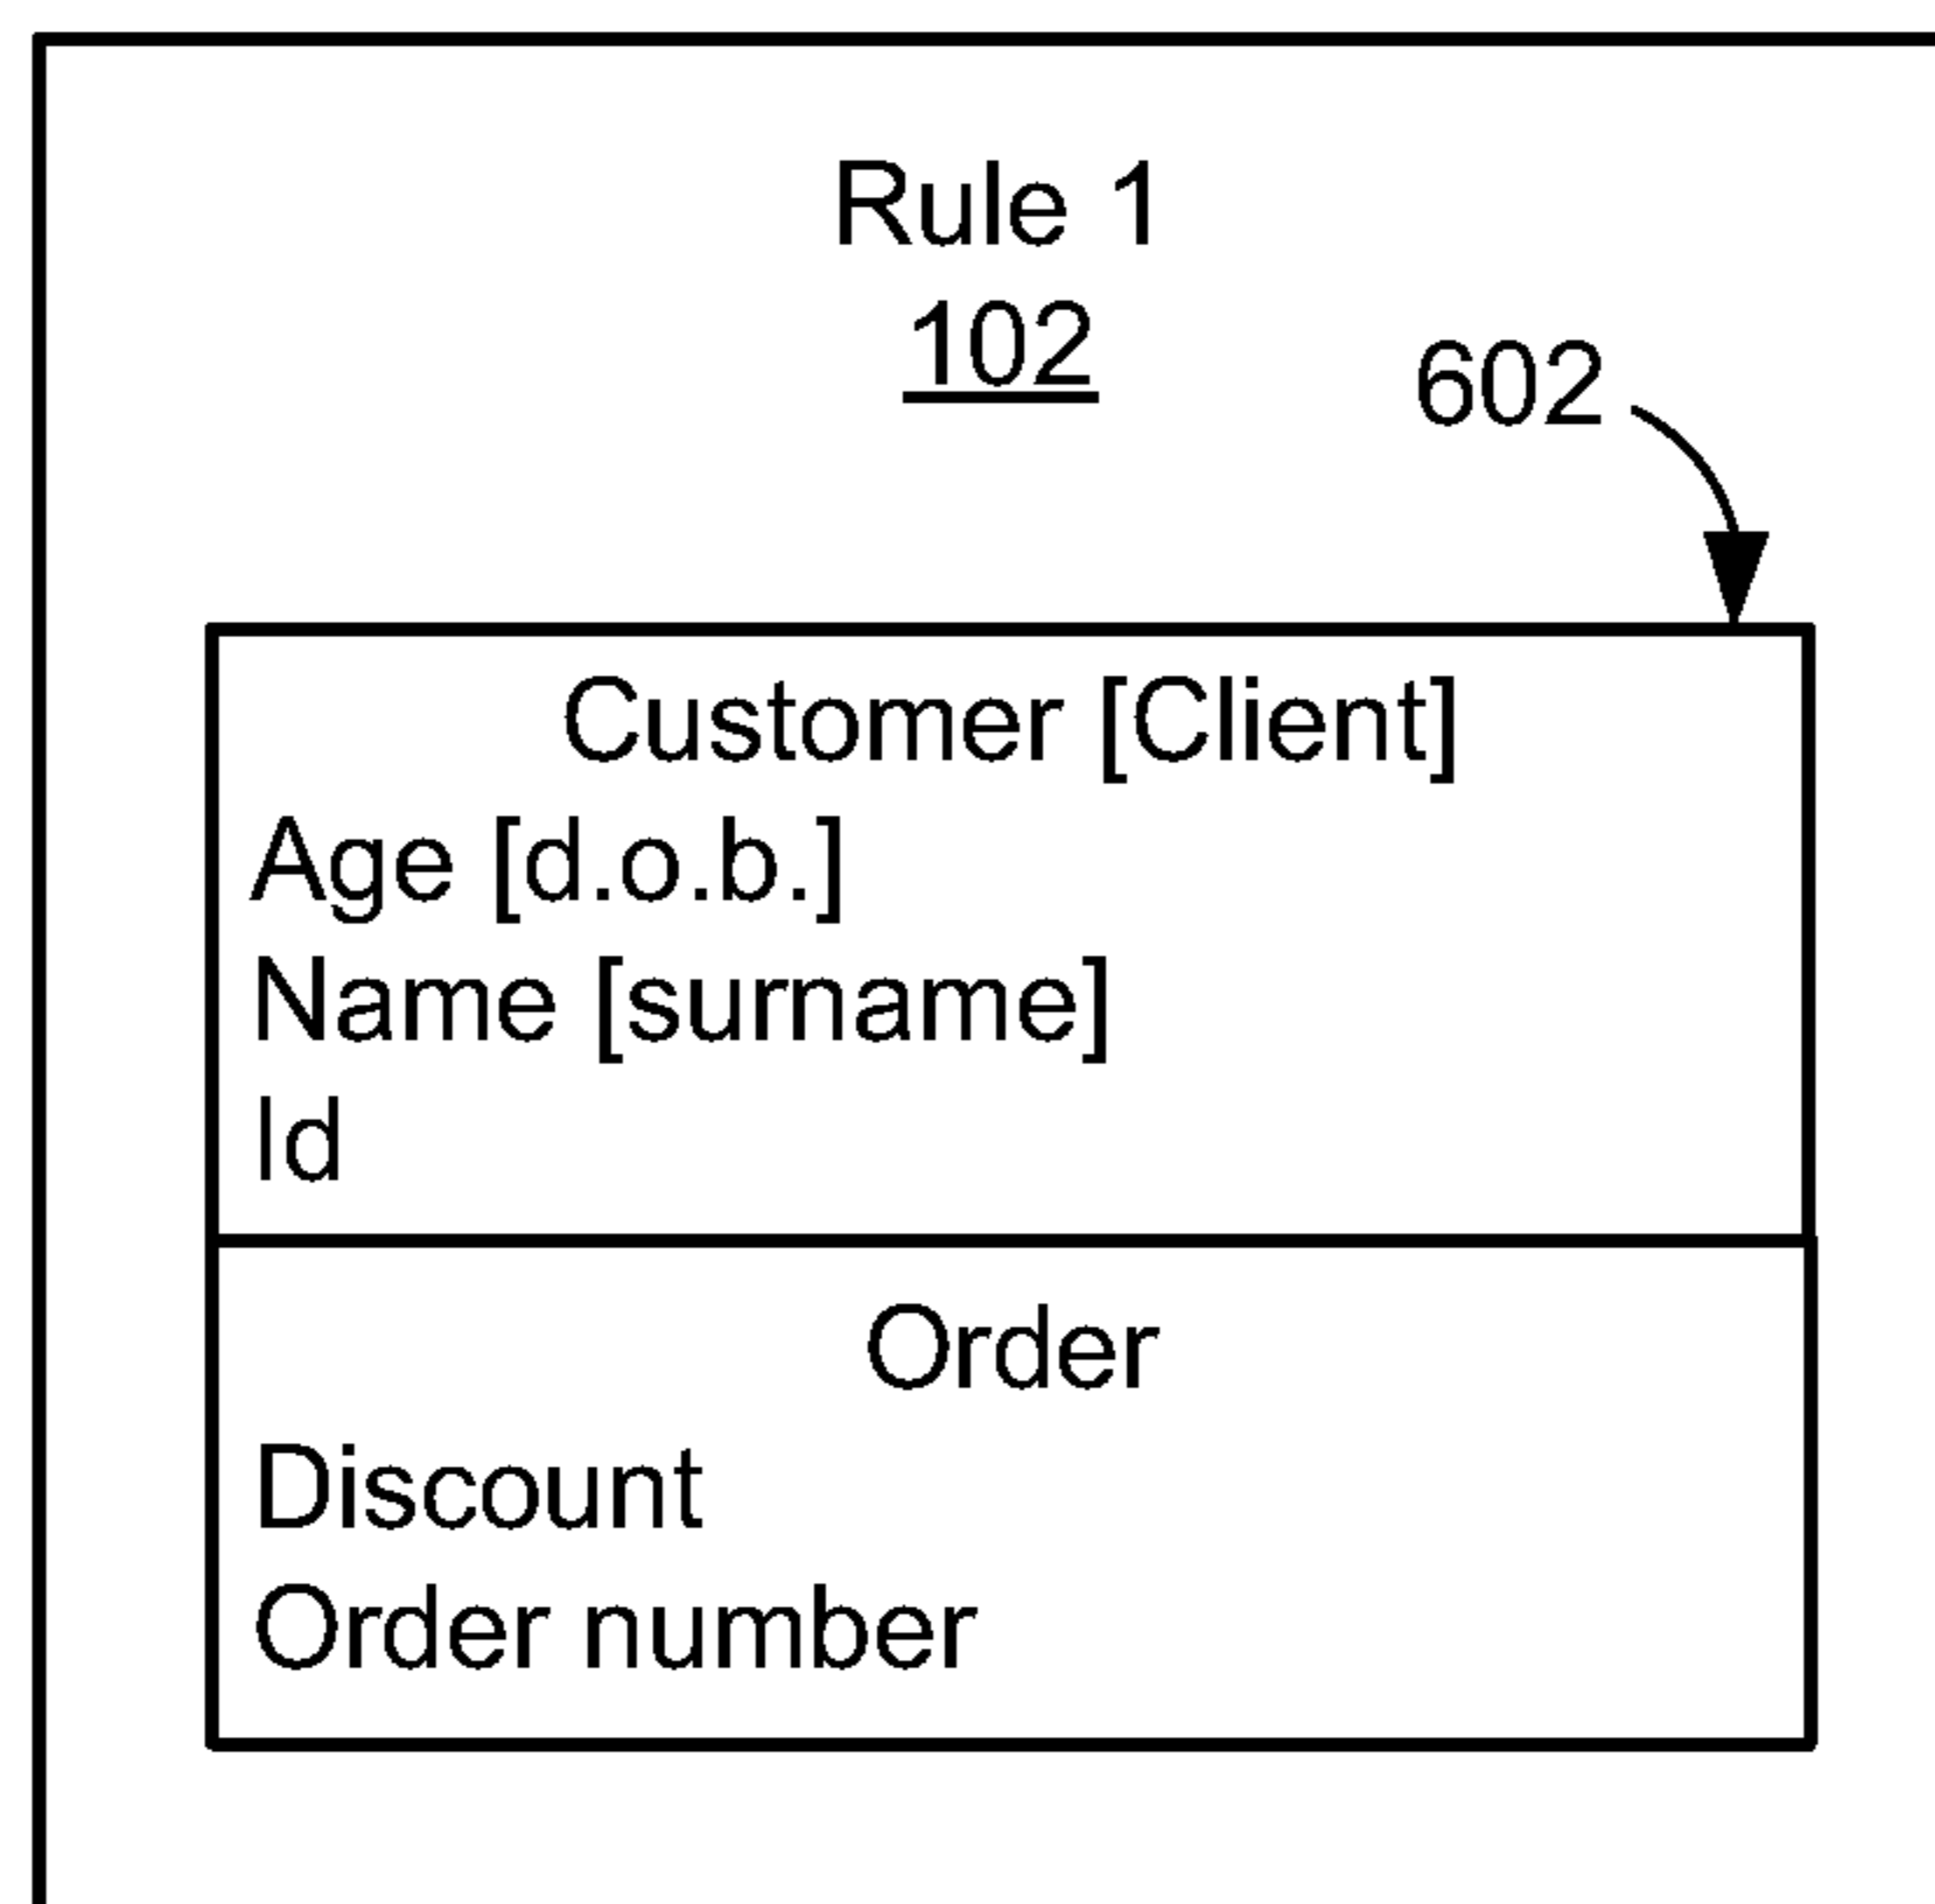 Rule 1
102
602
Customer [Client]
Age [d.o.b.]
Name [surname]
Id
Order
Discount
Order number